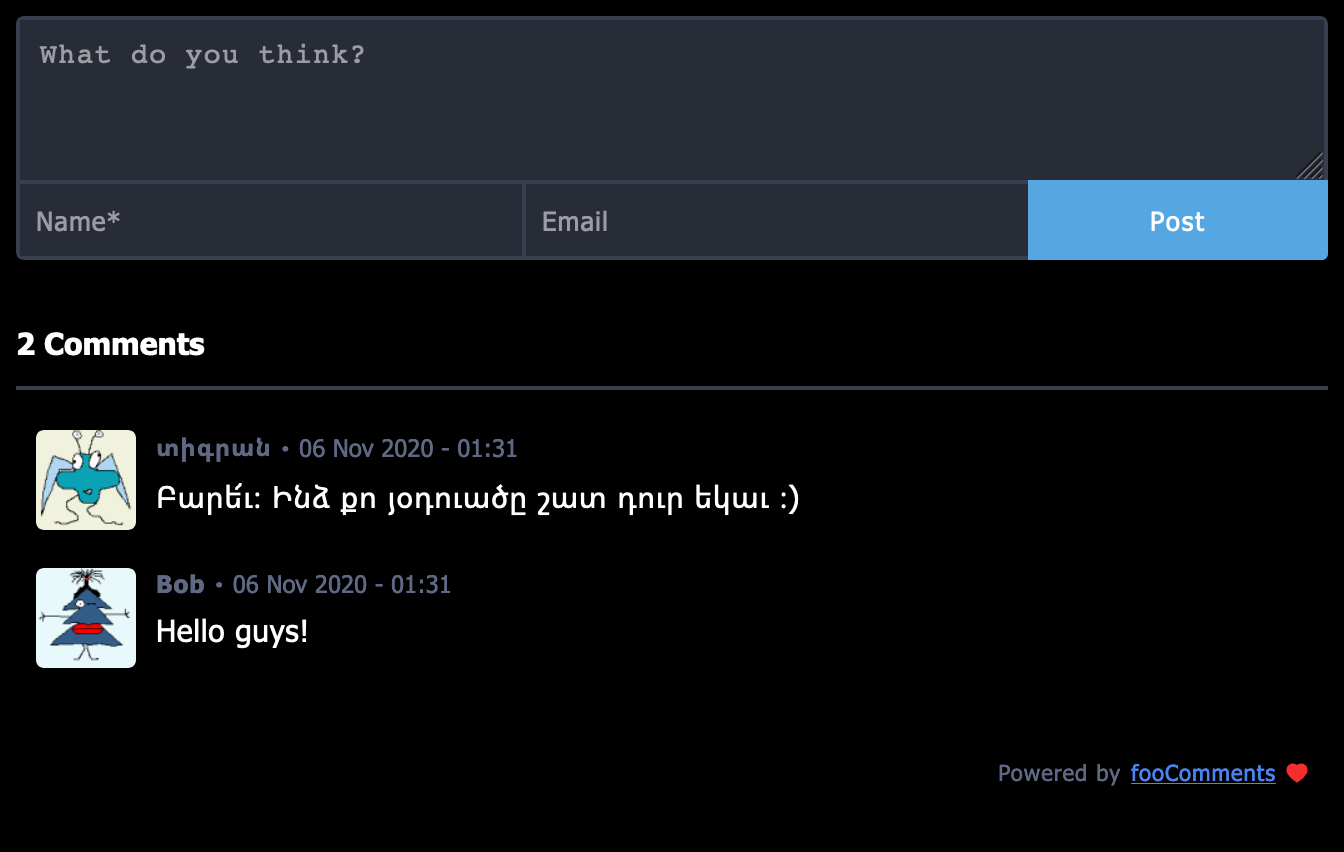 What do you think?
Name*
Email
Post
2 Comments
տիգրան • 06 Nov 2020 - 01:31
Բարե՛ւ: Ինձ քո յօդուածը շատ դուր եկաւ :)
Bob • 06 Nov 2020 - 01:31
Hello guys!
Powered by fooComments ❤